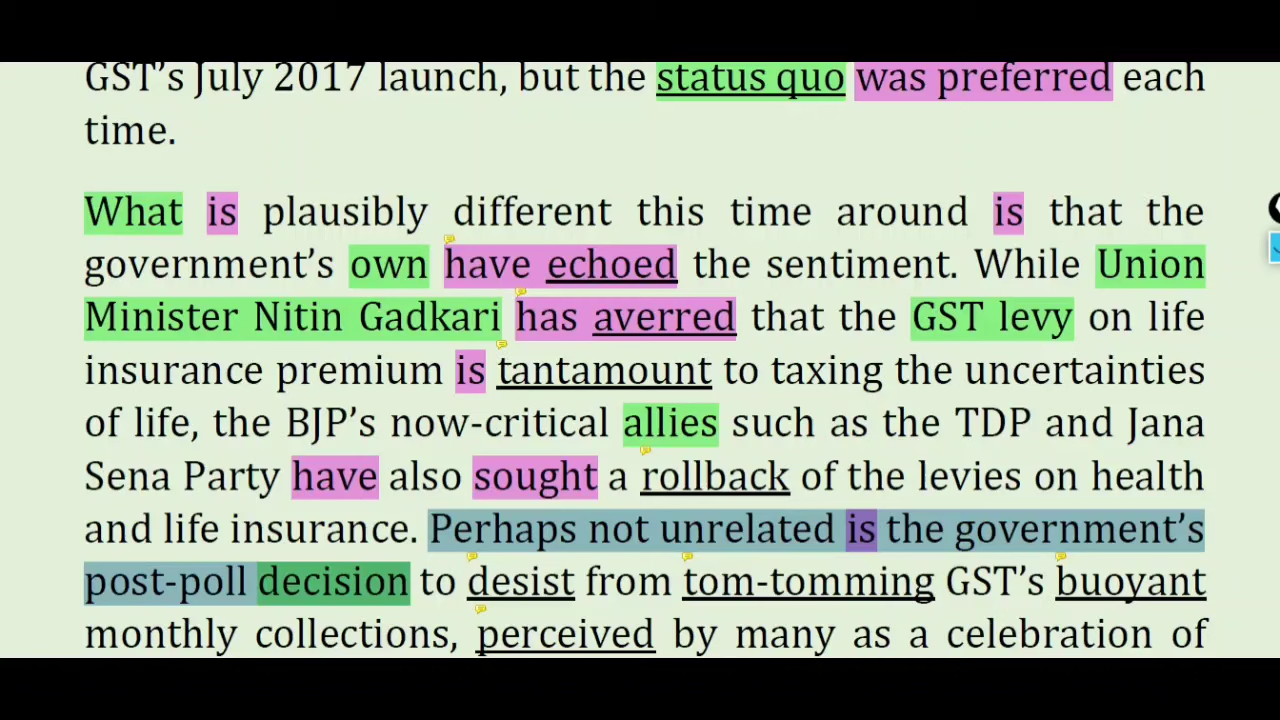 GST’s July 2017 launch, but the status quo was preferred each
time.
What is plausibly different this time around is that the
government’s own have echoed the sentiment. While Union
Minister Nitin Gadkari has averred that the GST levy on life
insurance premium is tantamount to taxing the uncertainties
of life, the BJP’s now-critical allies such as the TDP and Jana
Sena Party have also sought a rollback of the levies on health
and life insurance. Perhaps not unrelated is the government’s
post-poll decision to desist from tom-tomming GST’s buoyant
monthly collections, perceived by many as a celebration of